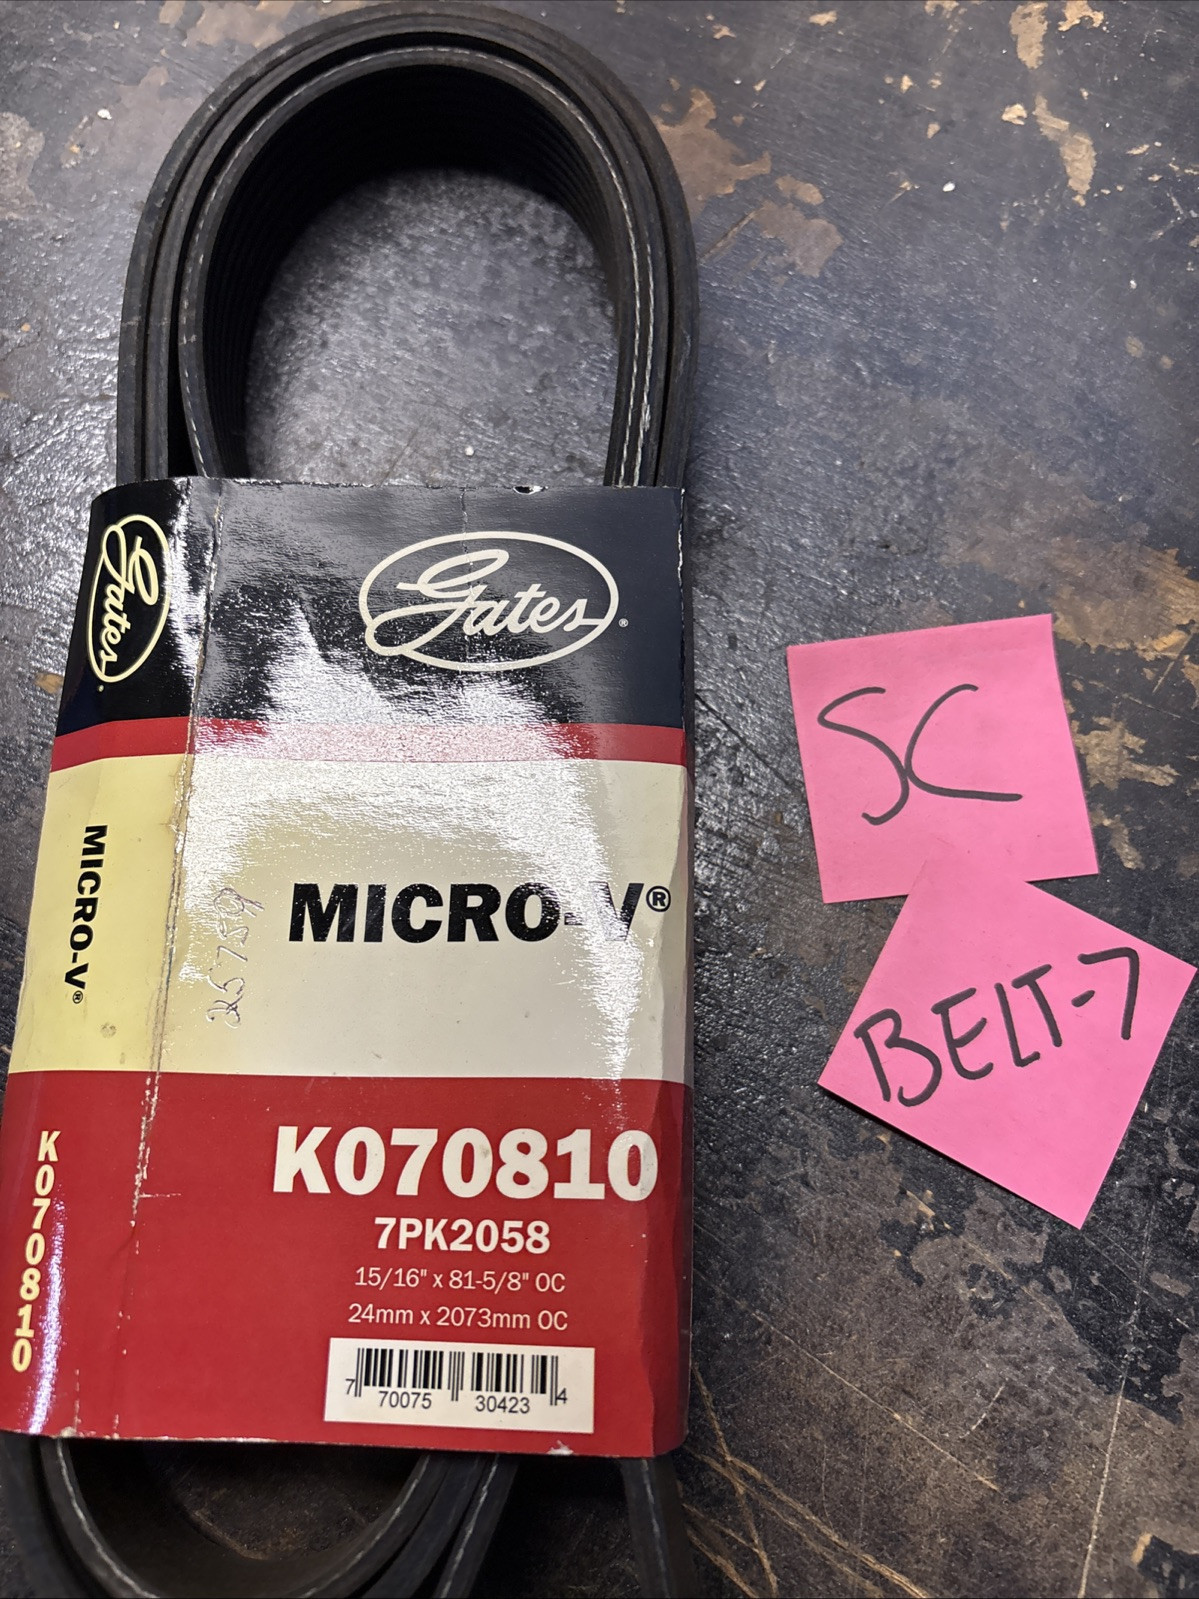 Gates®
Gates®
MICRO-V®
MICRO-V®
25789
K070810
K070810
7PK2058
15/16" x 81-5/8" OC
24mm x 2073mm OC
7 70075 30423 4
SC
BELT-7